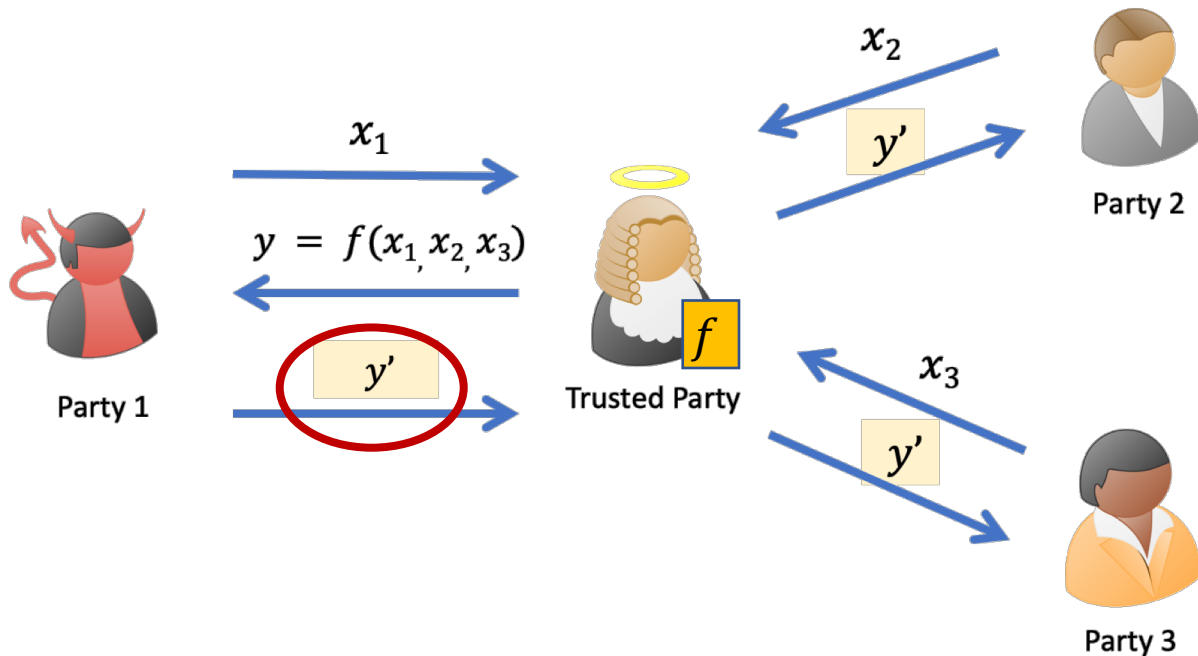 x₂
x₁
y'
Party 2
y = f(x₁, x₂, x₃)
f
y'
x₃
Party 1
Trusted Party
y'
Party 3